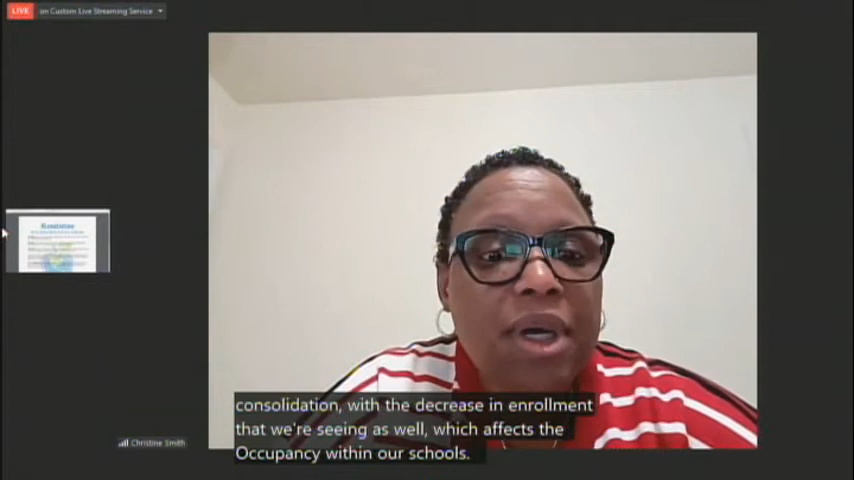 LIVE on Custom Live Streaming Service
Resolution
Christine Smith
consolidation, with the decrease in enrollment
that we're seeing as well, which affects the
Occupancy within our schools.